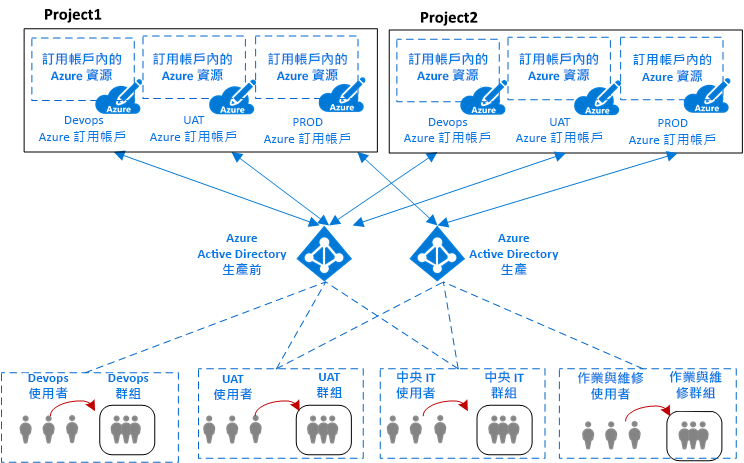 Project1
Project2
訂用帳戶內的
Azure 資源
訂用帳戶內的
Azure 資源
訂用帳戶內的
Azure 資源
訂用帳戶內的
Azure 資源
訂用帳戶內的
Azure 資源
訂用帳戶內的
Azure 資源
Azure
Azure
Azure
Azure
Azure
Azure
Devops
Azure 訂用帳戶
UAT
Azure 訂用帳戶
PROD
Azure 訂用帳戶
Devops
Azure 訂用帳戶
UAT
Azure 訂用帳戶
PROD
Azure 訂用帳戶
Azure
Active Directory
生產前
Azure
Active Directory
生產
Devops
使用者
Devops
群組
UAT
使用者
UAT
群組
中央 IT
使用者
中央 IT
群組
作業與維修
使用者
作業與維
修群組